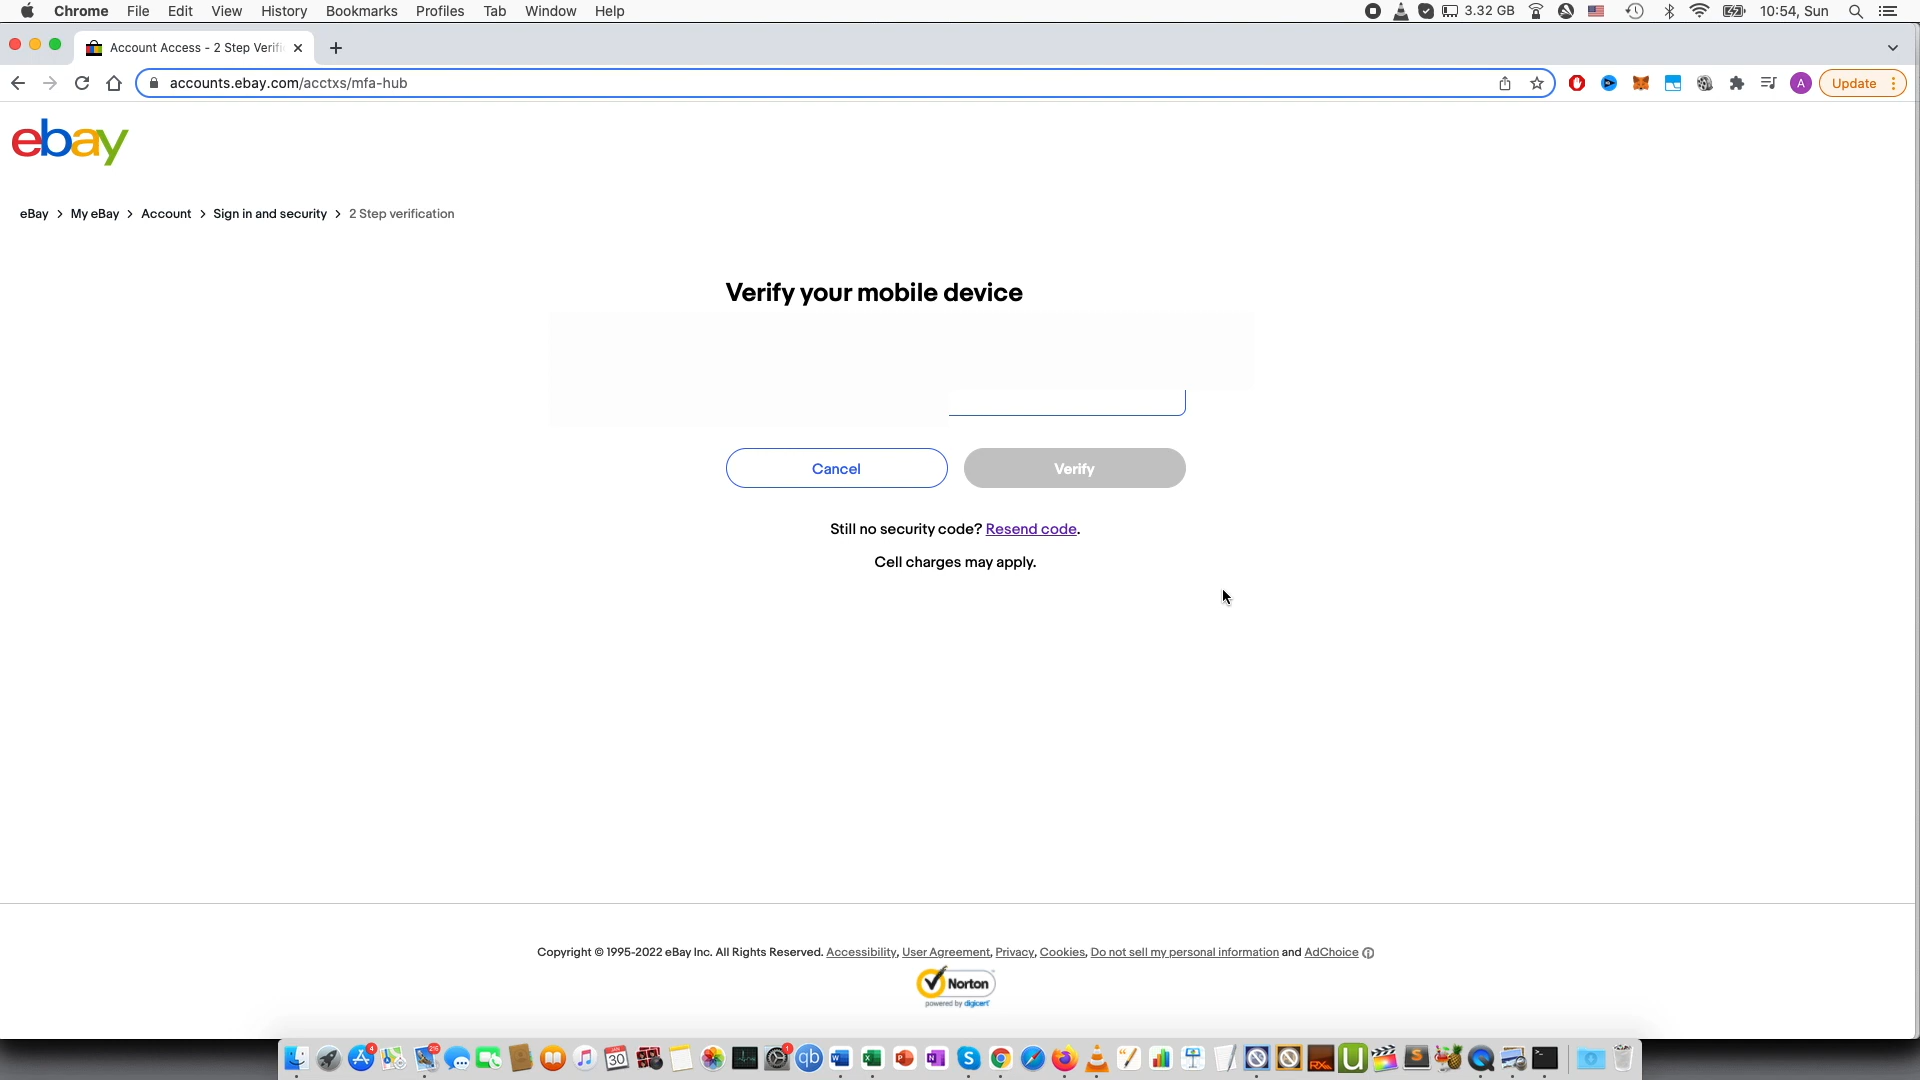 Chrome File Edit View History Bookmarks Profiles Tab Window Help 3.32 GB 10:54, Sun
Account Access - 2 Step Verifi
accounts.ebay.com/acctxs/mfa-hub A Update
ebay
eBay > My eBay > Account > Sign in and security > 2 Step verification
Verify your mobile device
Cancel Verify
Still no security code? Resend code.
Cell charges may apply.
Copyright © 1995-2022 eBay Inc. All Rights Reserved. Accessibility, User Agreement, Privacy, Cookies, Do not sell my personal information and AdChoice
Norton
powered by digicert